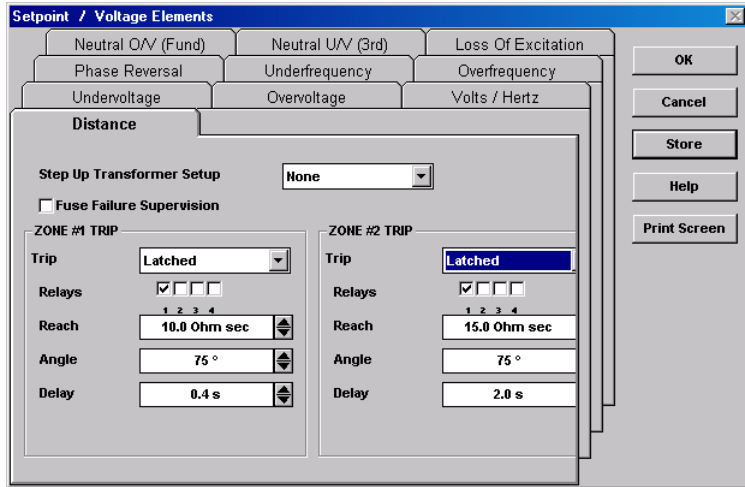 Setpoint / Voltage Elements
Neutral O/V (Fund) Neutral U/V (3rd) Loss Of Excitation
Phase Reversal Underfrequency Overfrequency
Undervoltage Overvoltage Volts / Hertz
Distance
Step Up Transformer Setup None
Fuse Failure Supervision
ZONE #1 TRIP
Trip Latched
Relays
1 2 3 4
Reach 10.0 Ohm sec
Angle 75 °
Delay 0.4 s
ZONE #2 TRIP
Trip Latched
Relays
1 2 3 4
Reach 15.0 Ohm sec
Angle 75 °
Delay 2.0 s
OK
Cancel
Store
Help
Print Screen